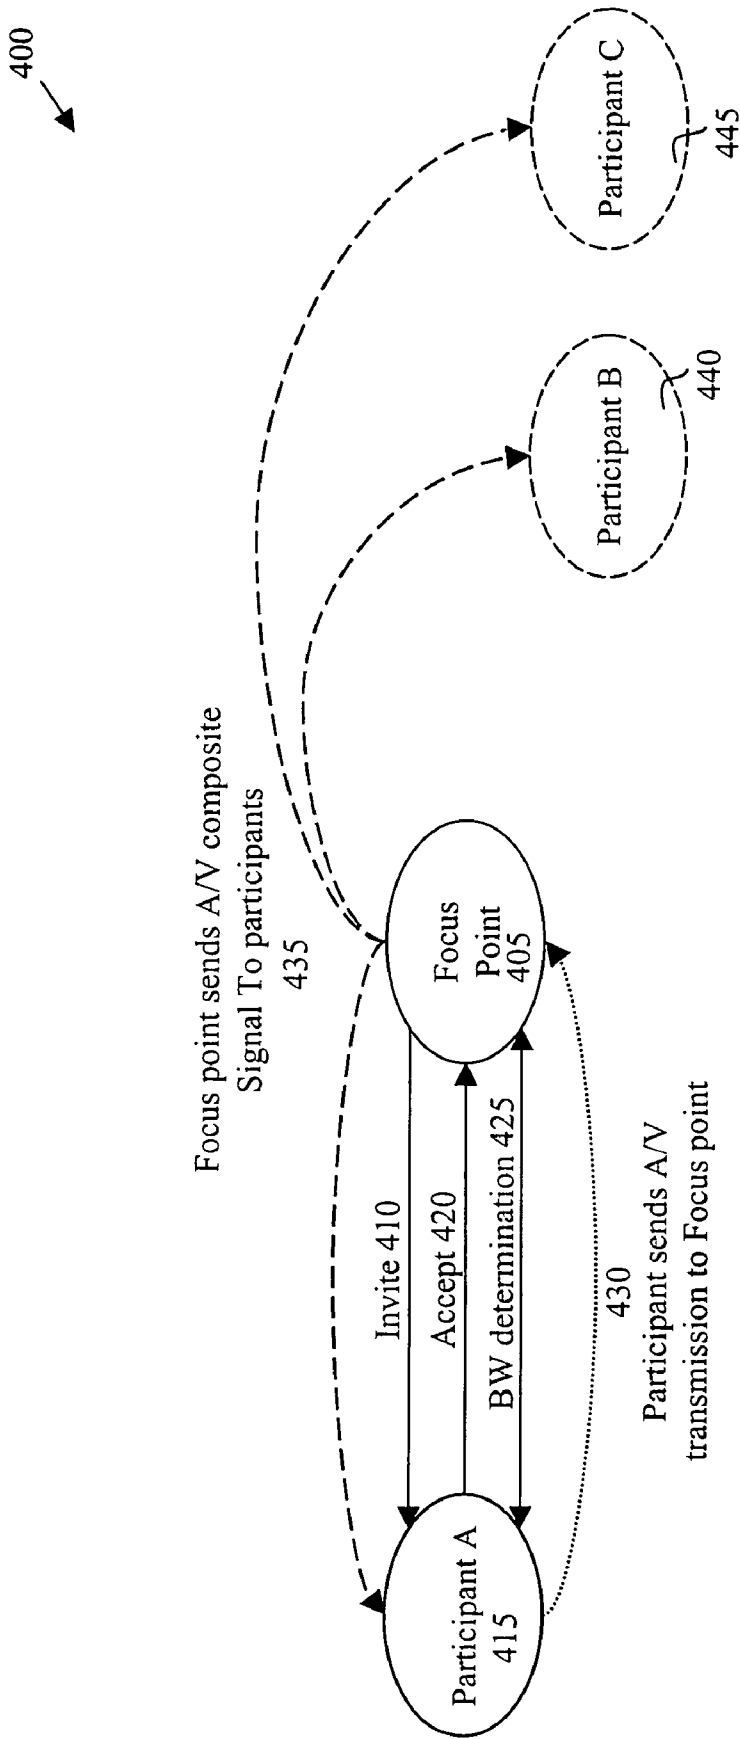 400
Focus point sends A/V composite
Signal To participants
435
Invite 410
Accept 420
BW determination 425
Participant A
415
Focus
Point
405
Participant B
440
Participant C
445
430
Participant sends A/V
transmission to Focus point